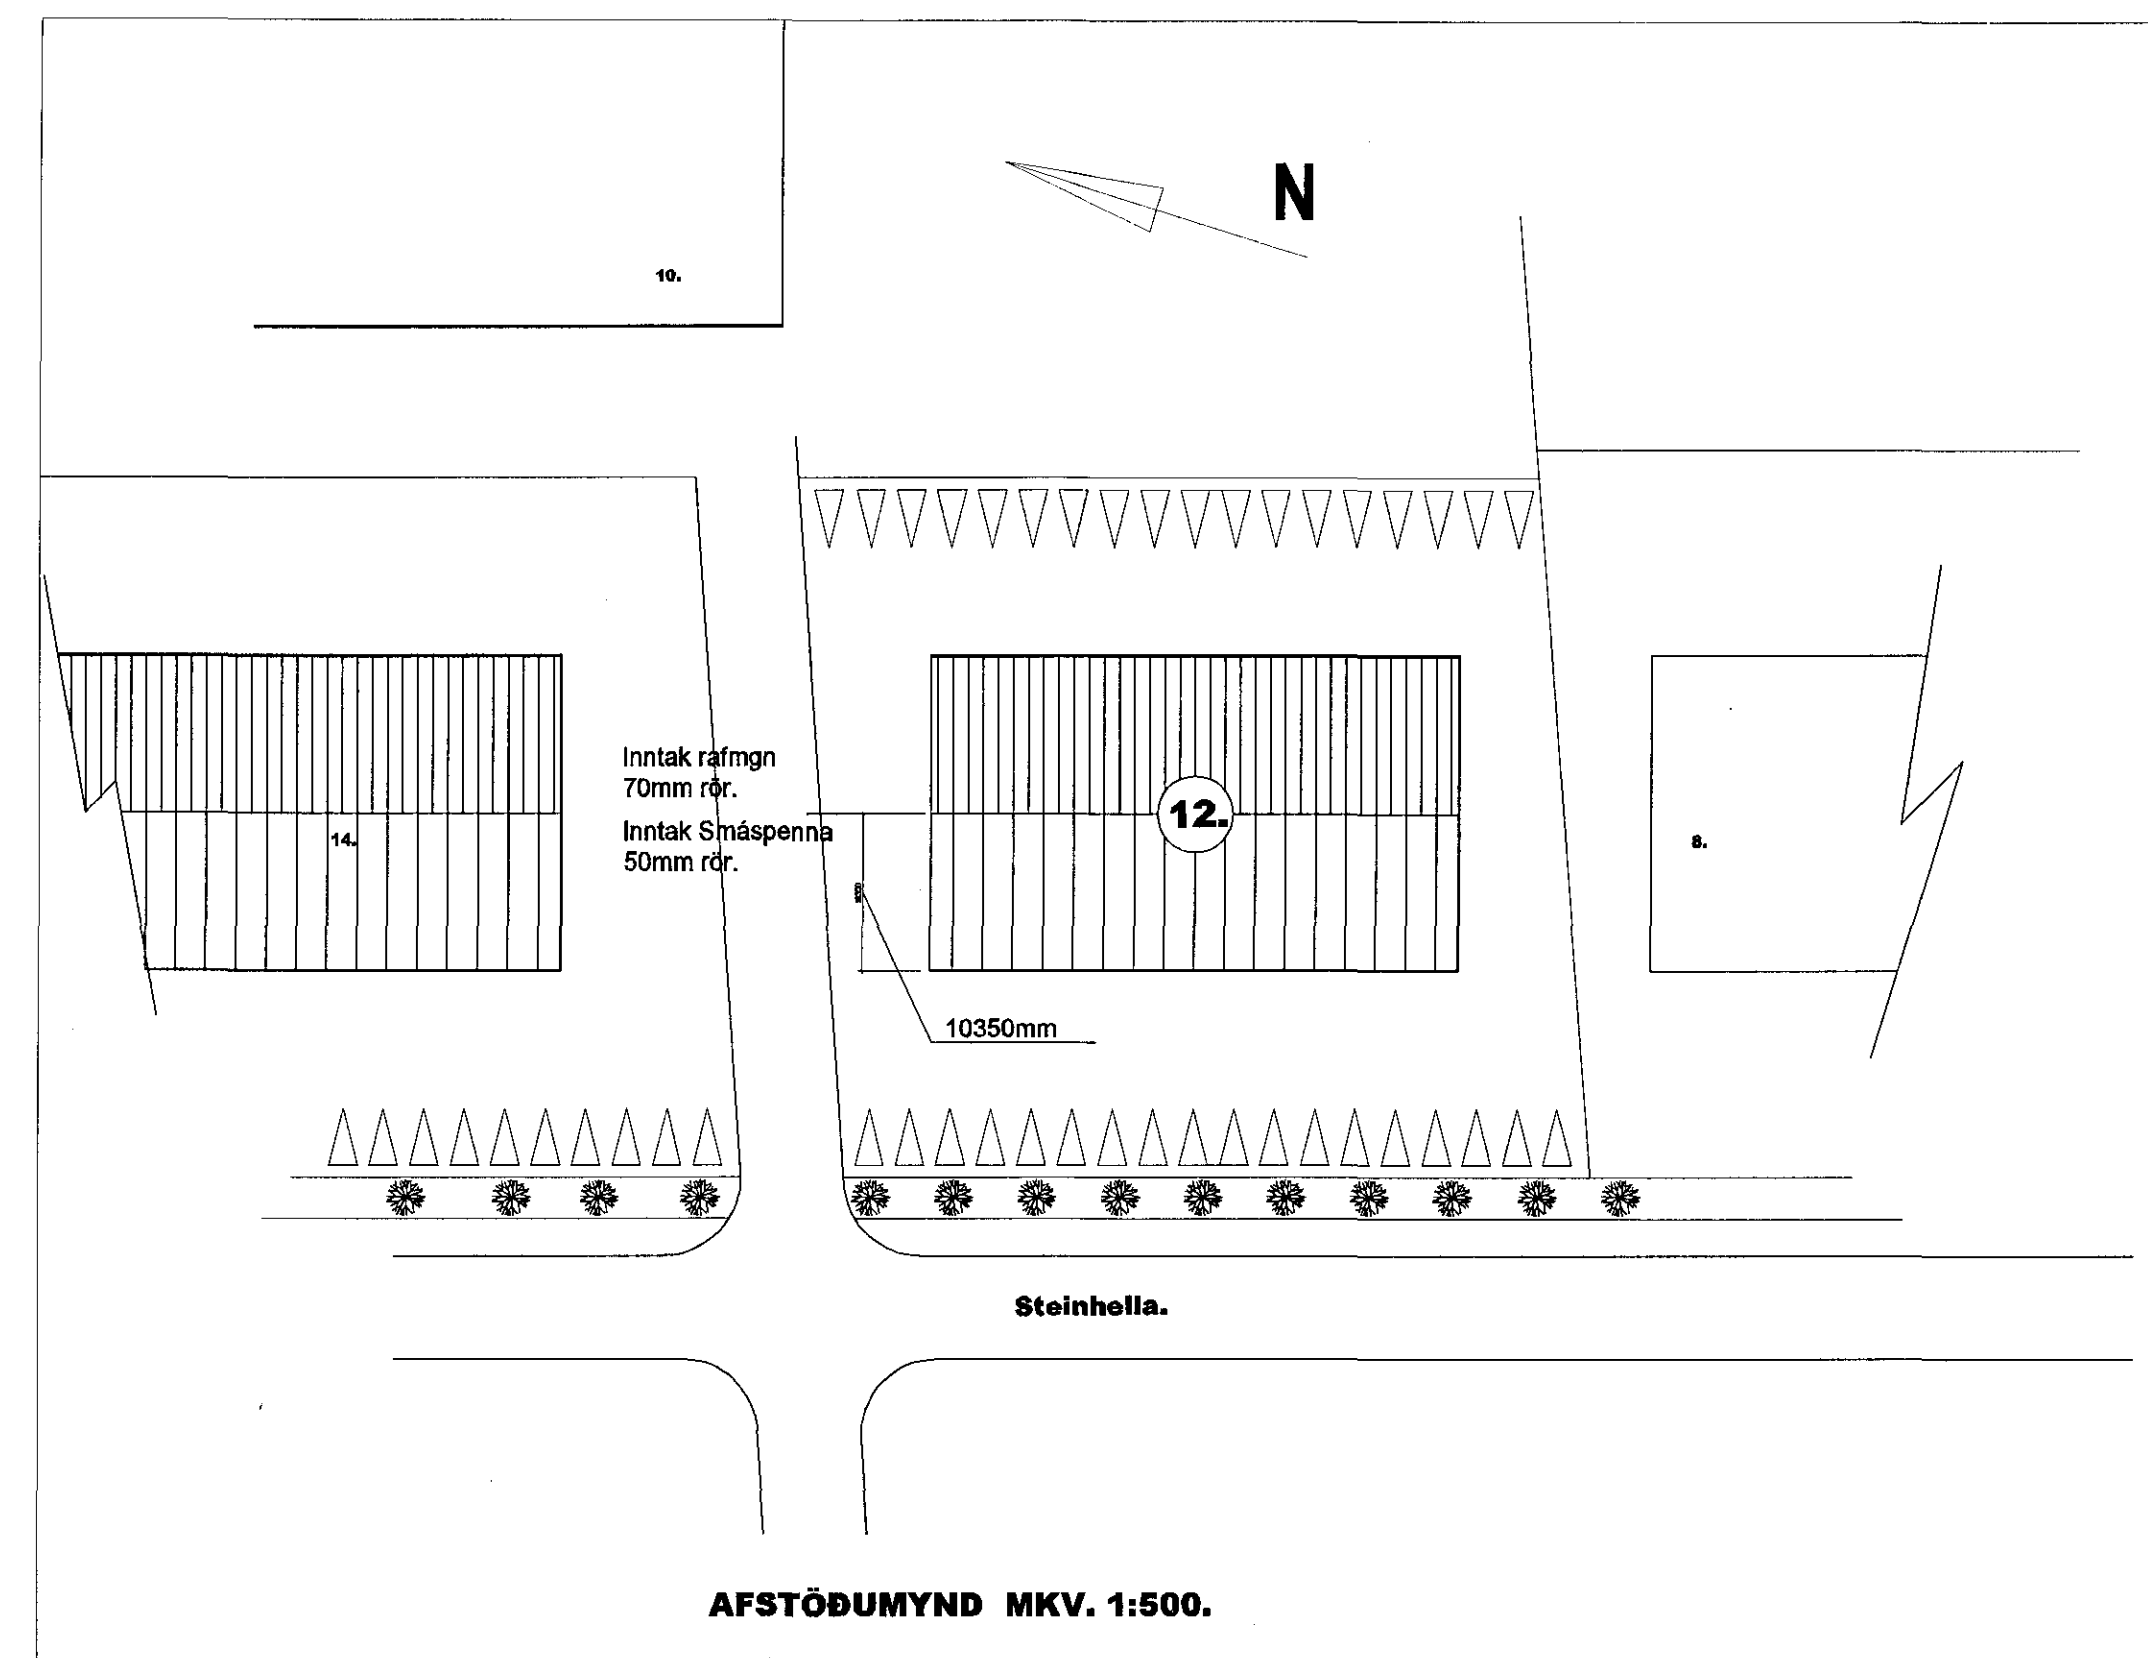 N
10.
Inntak rafmgn
70mm rör.
12.
Inntak Smáspenna
50mm rör.
14.
8.
10350mm
Steinhella.
AFSTÖÐUMYND MKV. 1:500.